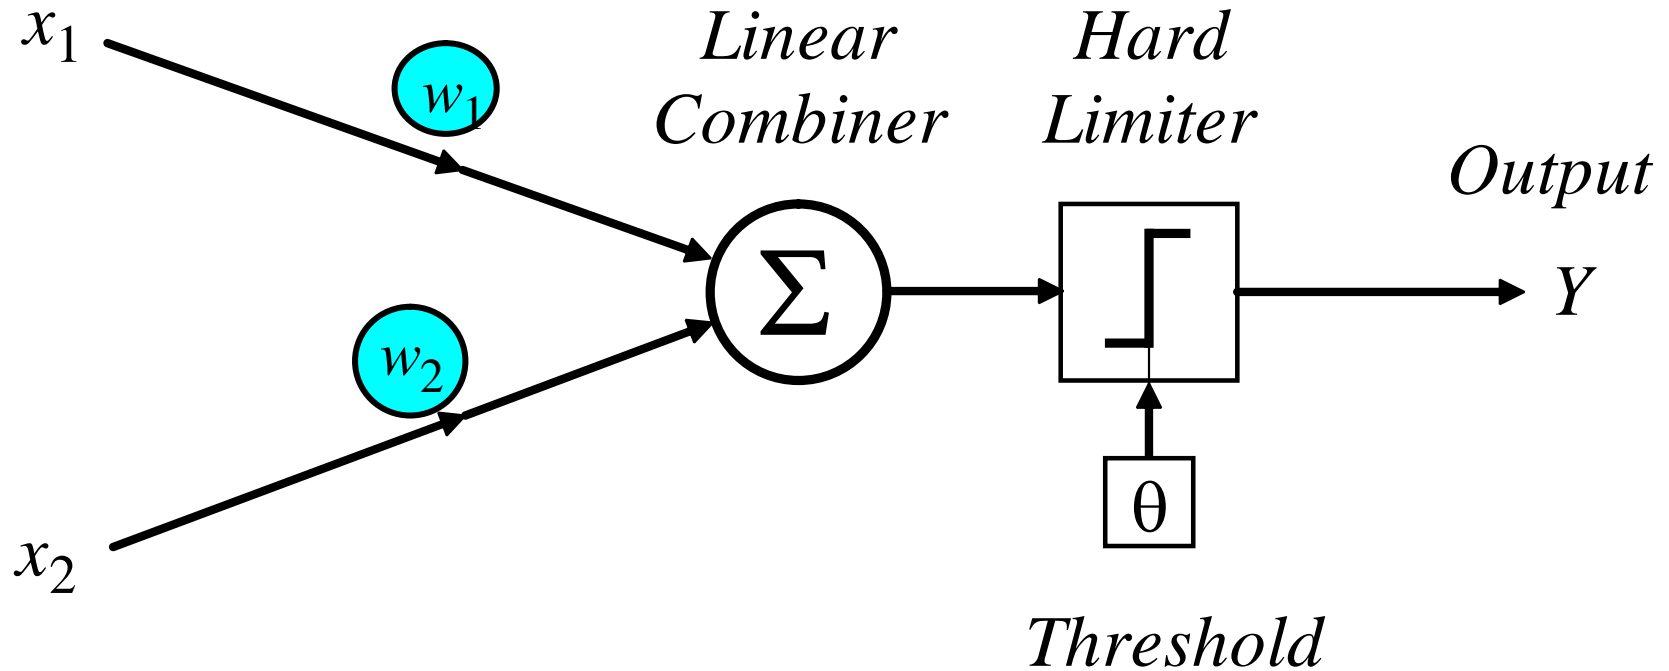 x₁
w₁
Linear
Combiner
Hard
Limiter
Output
Σ
Y
w₂
θ
x₂
Threshold